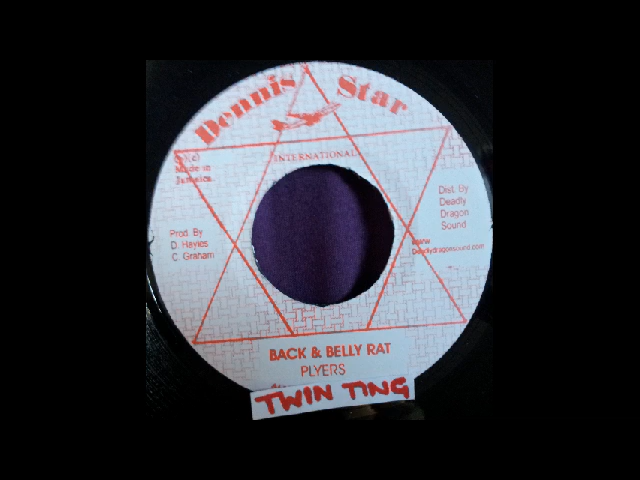 Dennis Star
INTERNATIONAL
Made in
Jamaica.
Prod. By
D. Hayles
C. Graham
Dist. By
Deadly
Dragon
Sound
www
Deadlydragonsound.com
BACK & BELLY RAT
PLYERS
TWIN TING